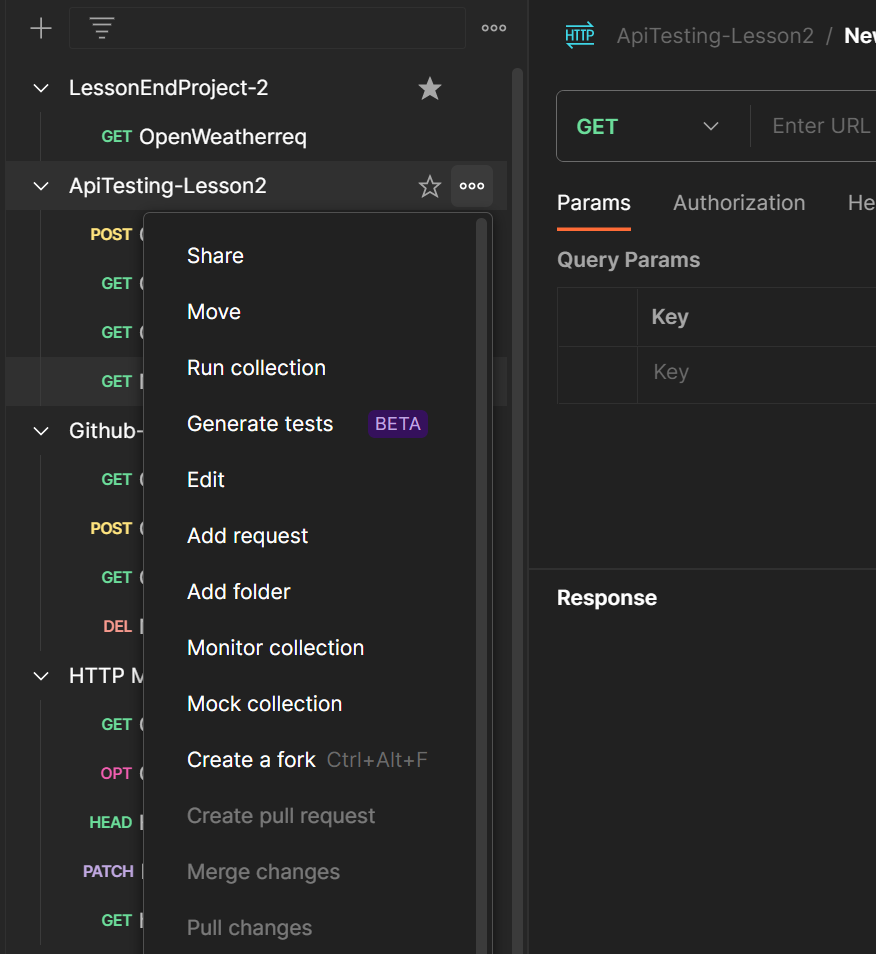 LessonEndProject-2
GET OpenWeatherreq
ApiTesting-Lesson2
POST
GET
GET
GET
Github-
GET
POST
GET
DEL
HTTP M
GET
OPT
HEAD
PATCH
GET
Share
Move
Run collection
Generate tests BETA
Edit
Add request
Add folder
Monitor collection
Mock collection
Create a fork Ctrl+Alt+F
Create pull request
Merge changes
Pull changes
HTTP ApiTesting-Lesson2 / New
GET Enter URL
Params Authorization He
Query Params
Key
Key
Response